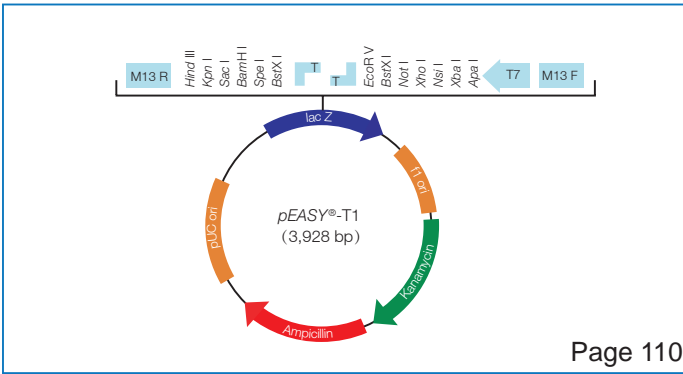 M13 R
Hind III
Kpn I
Sac I
BamH I
Spe I
BstX I
T
T
EcoR V
BstX I
Not I
Xho I
Nsi I
Xba I
Apa I
T7
M13 F
lac Z
f1 ori
pUC ori
pEASY®-T1
(3,928 bp)
Kanamycin
Ampicillin
Page 110